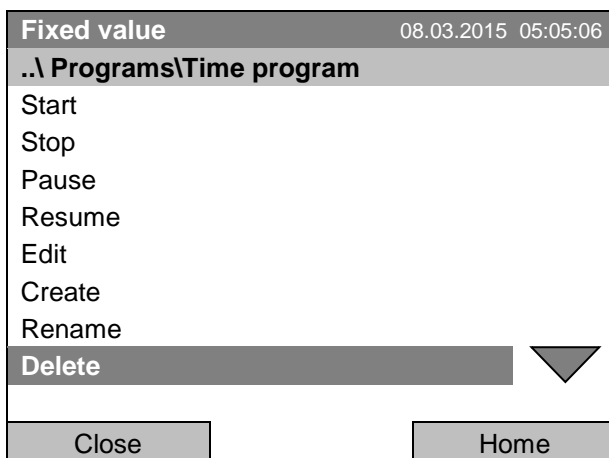 Fixed value 08.03.2015 05:05:06
..\ Programs\Time program
Start
Stop
Pause
Resume
Edit
Create
Rename
Delete
Close Home